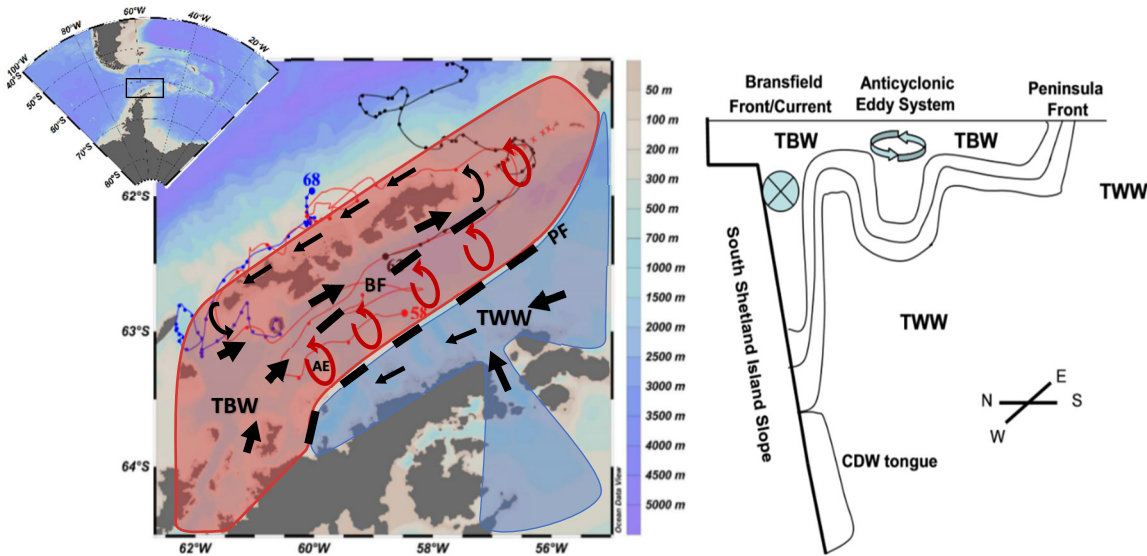 60°W
80°W
40°W
20°W
100°W
40°S
50°S
60°S
70°S
80°S
62°S
63°S
64°S
62°W
60°W
58°W
56°W
68
58
BF
PF
AE
TBW
TWW
50 m
100 m
200 m
300 m
500 m
700 m
1000 m
1500 m
2000 m
2500 m
3000 m
3500 m
4000 m
4500 m
5000 m
Ocean Data View
Bransfield
Front/Current
Anticyclonic
Eddy System
Peninsula
Front
TBW
TBW
TWW
TWW
South Shetland Island Slope
CDW tongue
N
E
S
W